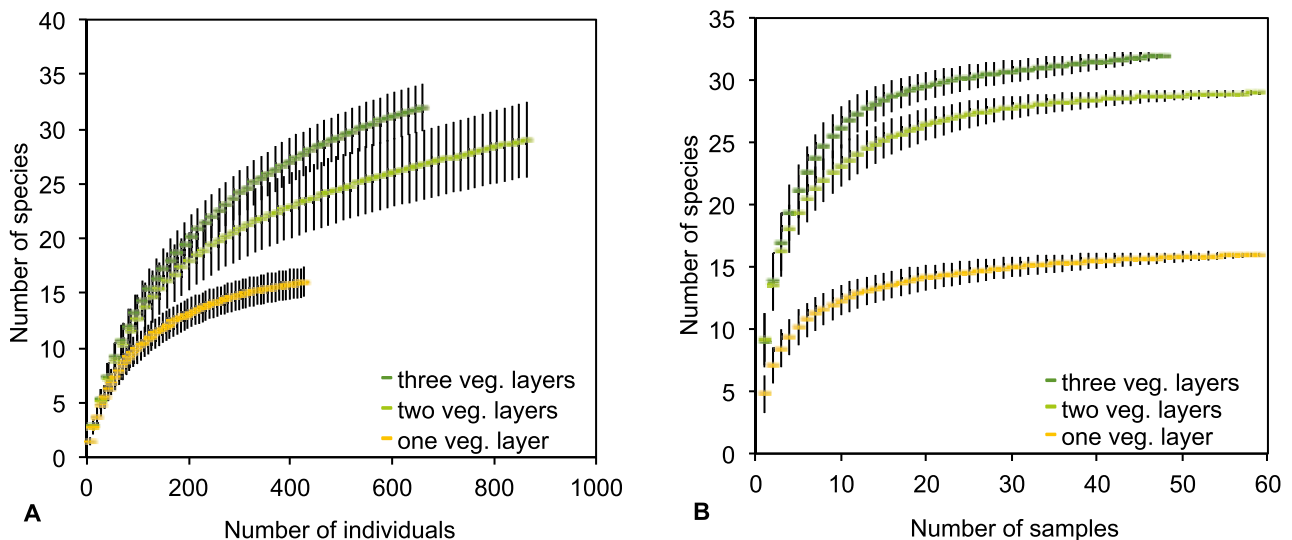 40
35
30
25
20
15
10
5
0
Number of species
three veg. layers
two veg. layers
one veg. layer
0 200 400 600 800 1000
A
Number of individuals
35
30
25
20
15
10
5
0
Number of species
three veg. layers
two veg. layers
one veg. layer
0 10 20 30 40 50 60
B
Number of samples